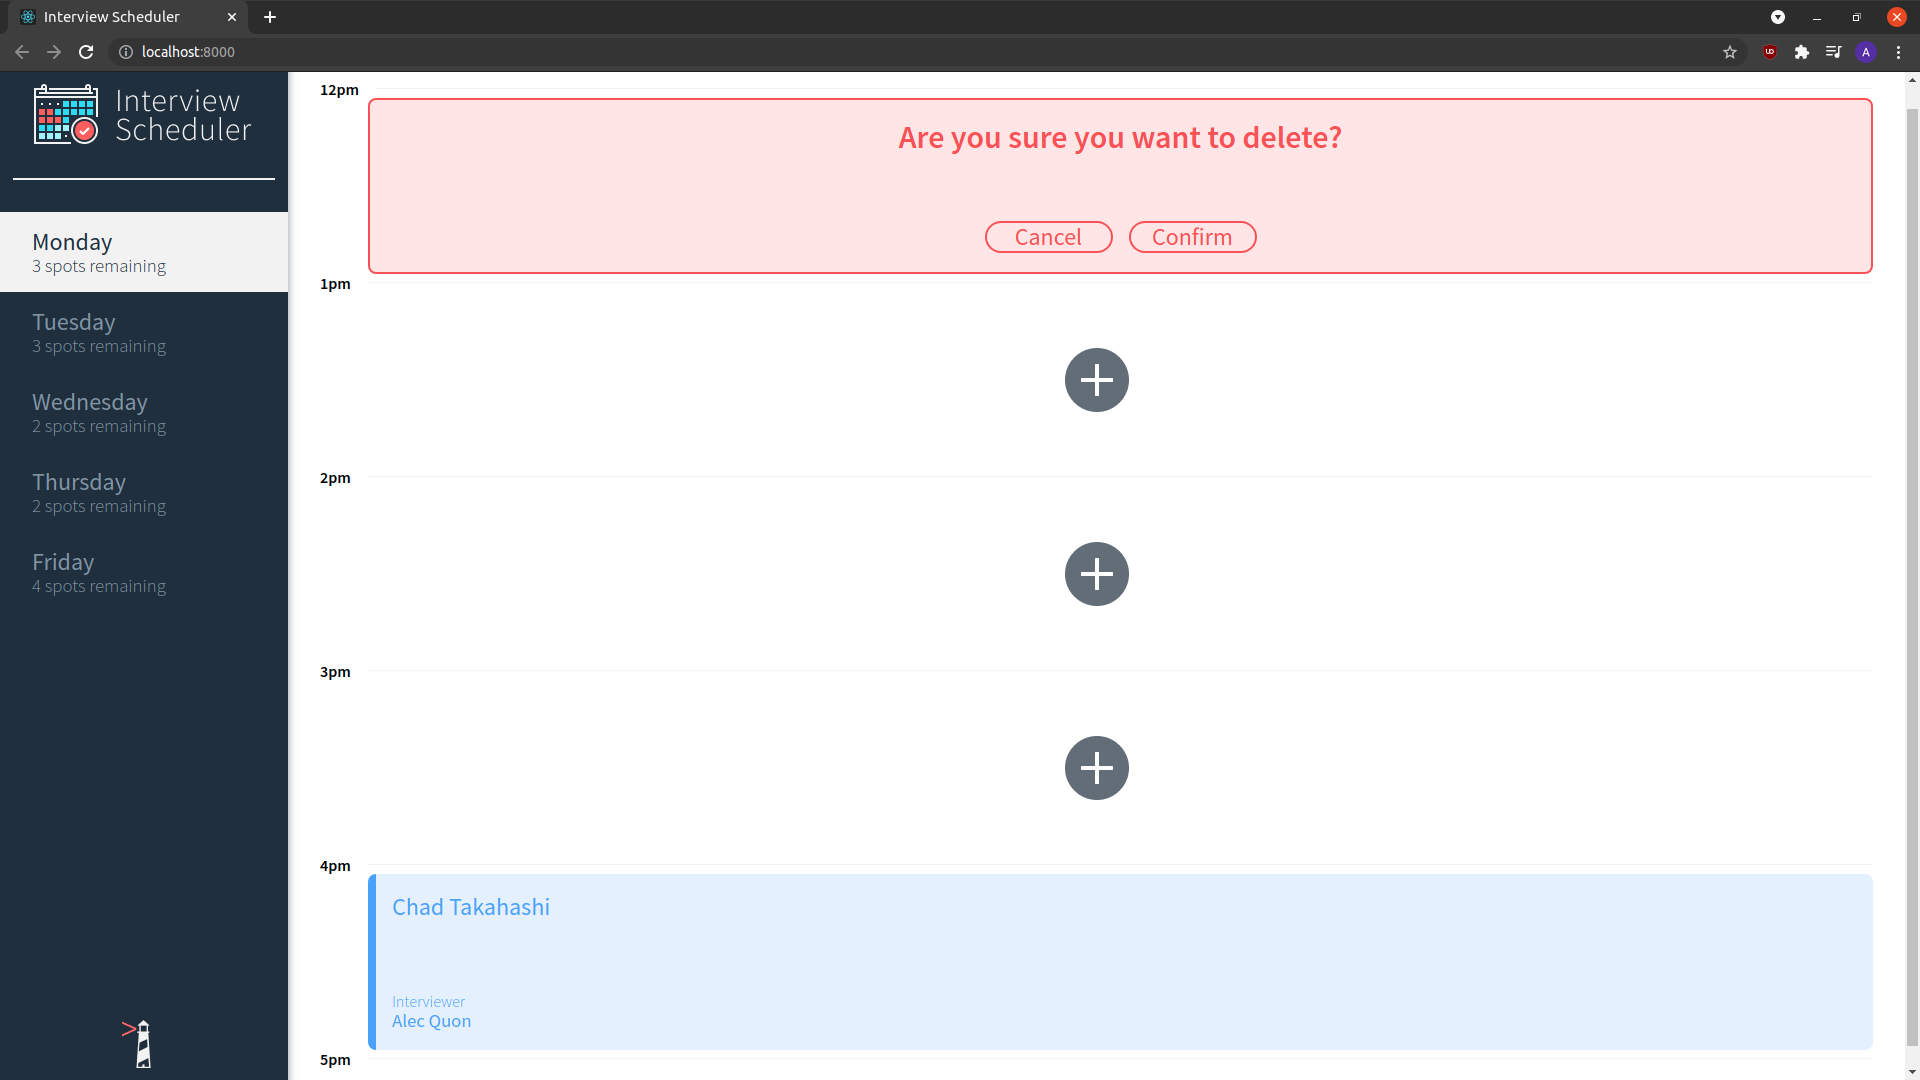 Interview Scheduler
localhost:8000
A
Interview
Scheduler
Monday
3 spots remaining
Tuesday
3 spots remaining
Wednesday
2 spots remaining
Thursday
2 spots remaining
Friday
4 spots remaining
12pm
Are you sure you want to delete?
Cancel Confirm
1pm
2pm
3pm
4pm
Chad Takahashi
Interviewer
Alec Quon
5pm